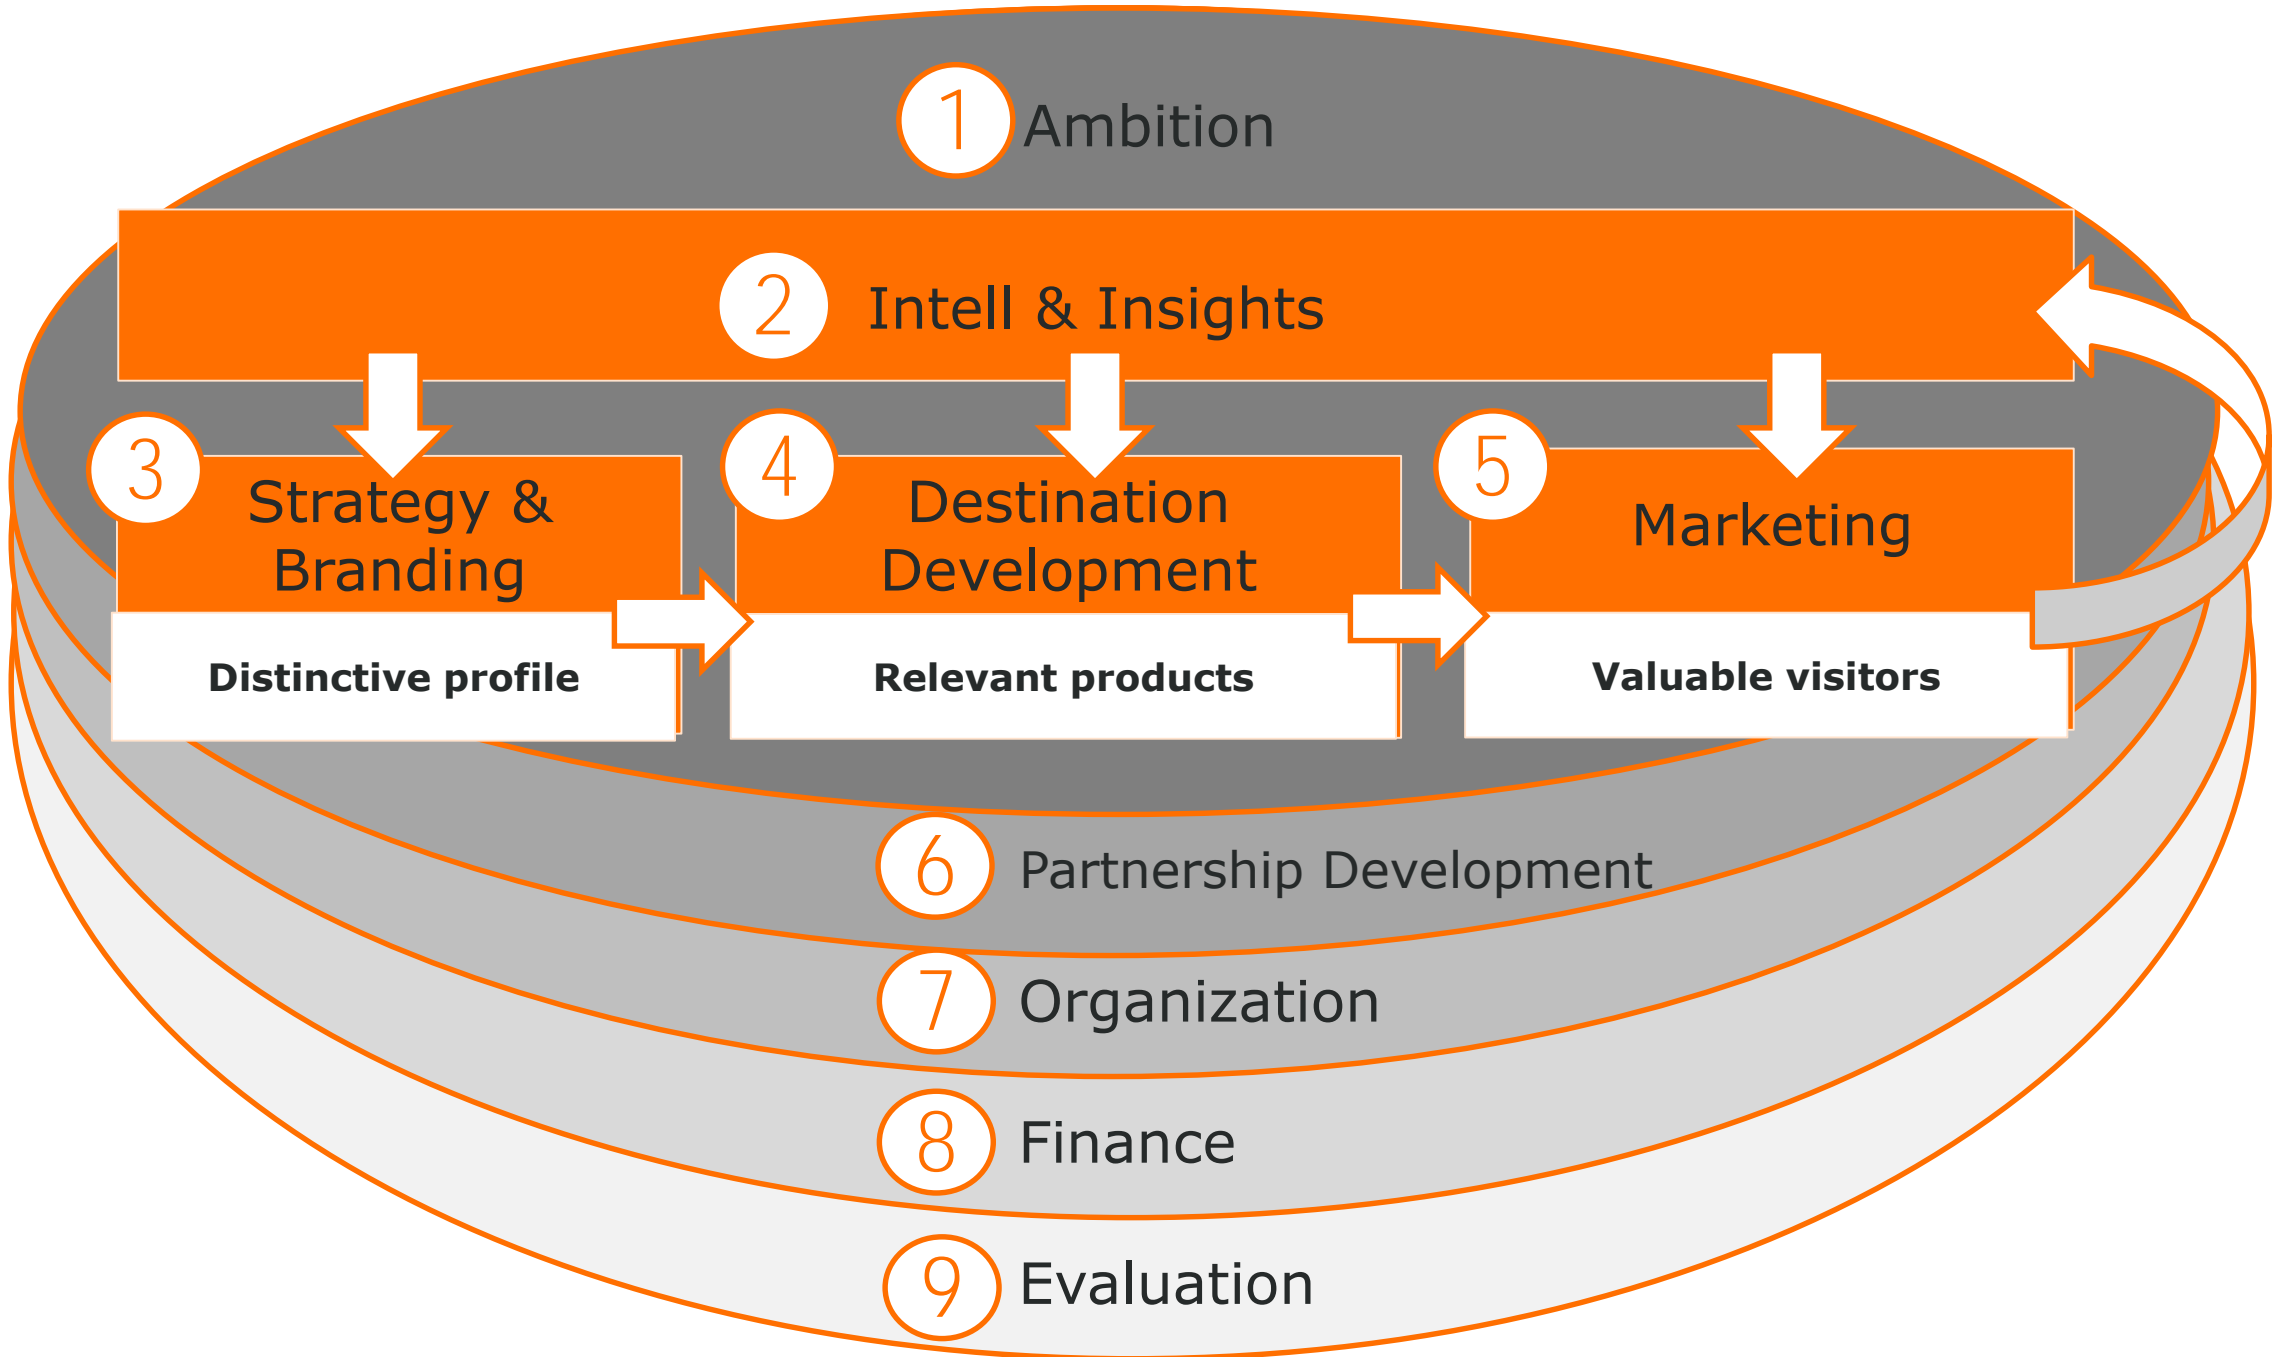 1 Ambition
2 Intell & Insights
3 Strategy &
Branding
Distinctive profile
4 Destination
Development
Relevant products
5 Marketing
Valuable visitors
6 Partnership Development
7 Organization
8 Finance
9 Evaluation